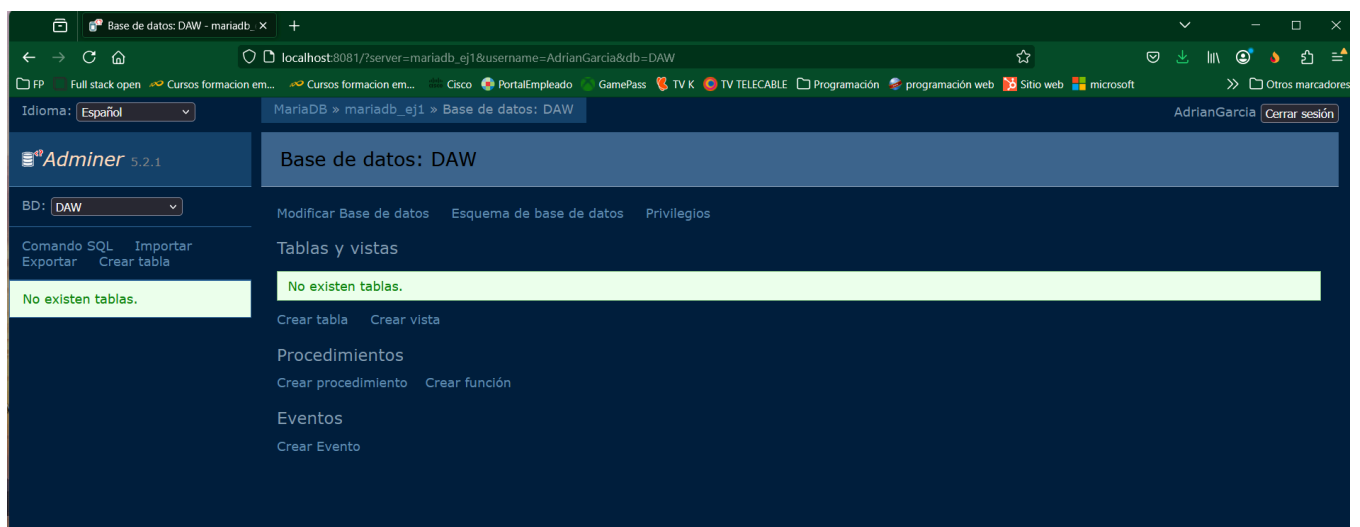 Base de datos: DAW - mariadb_
localhost:8081/?server=mariadb_ej1&username=AdrianGarcia&db=DAW
FP Full stack open Cursos formacion em... Cursos formacion em... Cisco PortalEmpleado GamePass TV K TV TELECABLE Programación programación web Sitio web microsoft Otros marcadores
Idioma: Español MariaDB » mariadb_ej1 » Base de datos: DAW AdrianGarcia Cerrar sesión
Adminer 5.2.1
Base de datos: DAW
BD: DAW
Modificar Base de datos Esquema de base de datos Privilegios
Comando SQL Importar
Exportar Crear tabla
No existen tablas.
Tablas y vistas
No existen tablas.
Crear tabla Crear vista
Procedimientos
Crear procedimiento Crear función
Eventos
Crear Evento